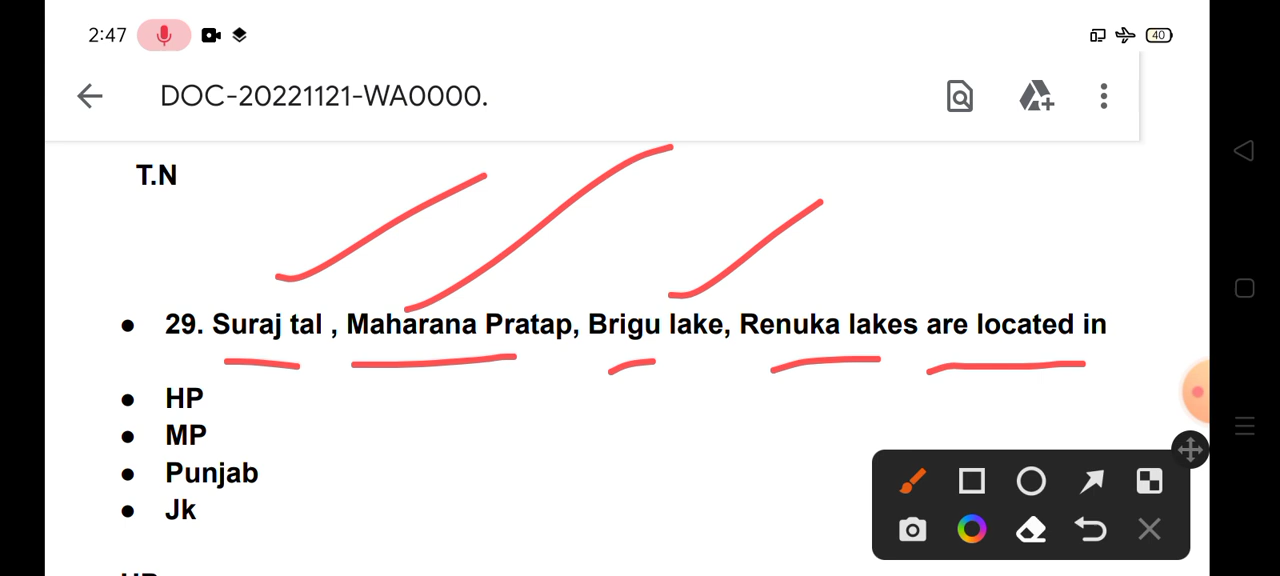 2:47
40
DOC-20221121-WA0000.
T.N
● 29. Suraj tal , Maharana Pratap, Brigu lake, Renuka lakes are located in
● HP
● MP
● Punjab
● Jk